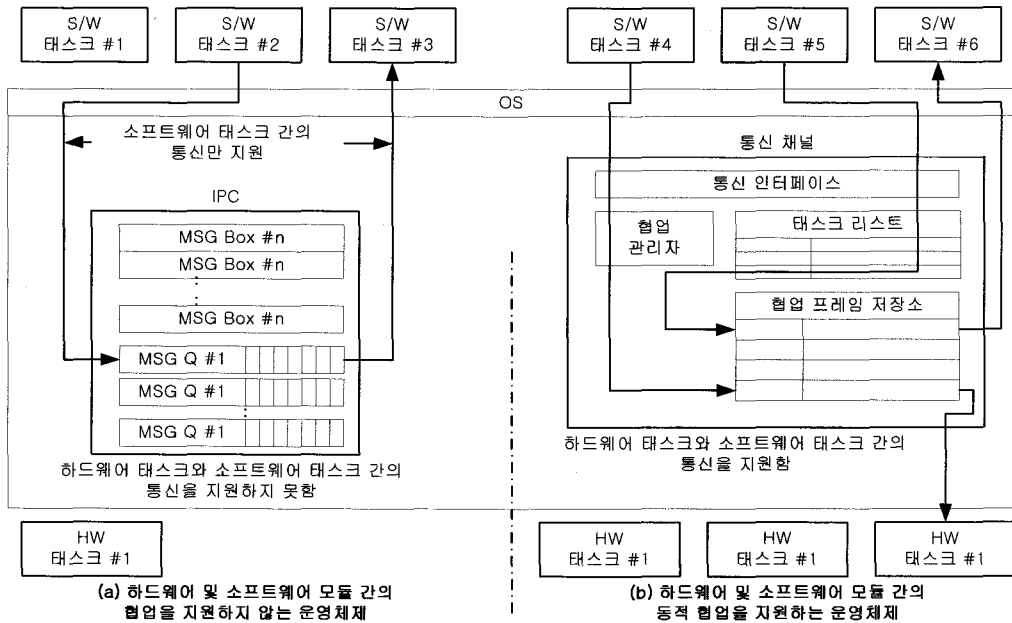 S/W
태스크 #1
S/W
태스크 #2
S/W
태스크 #3
S/W
태스크 #4
S/W
태스크 #5
S/W
태스크 #6
OS
소프트웨어 태스크 간의
통신만 지원
IPC
MSG Box #n
MSG Box #n
MSG Box #n
MSG Q #1
MSG Q #1
MSG Q #1
하드웨어 태스크와 소프트웨어 태스크 간의
통신을 지원하지 못함
통신 채널
통신 인터페이스
협업
관리자
태스크 리스트
협업 프레임 저장소
하드웨어 태스크와 소프트웨어 태스크 간의
통신을 지원함
HW
태스크 #1
HW
태스크 #1
HW
태스크 #1
HW
태스크 #1
(a) 하드웨어 및 소프트웨어 모듈 간의
협업을 지원하지 않는 운영체제
(b) 하드웨어 및 소프트웨어 모듈 간의
동적 협업을 지원하는 운영체제